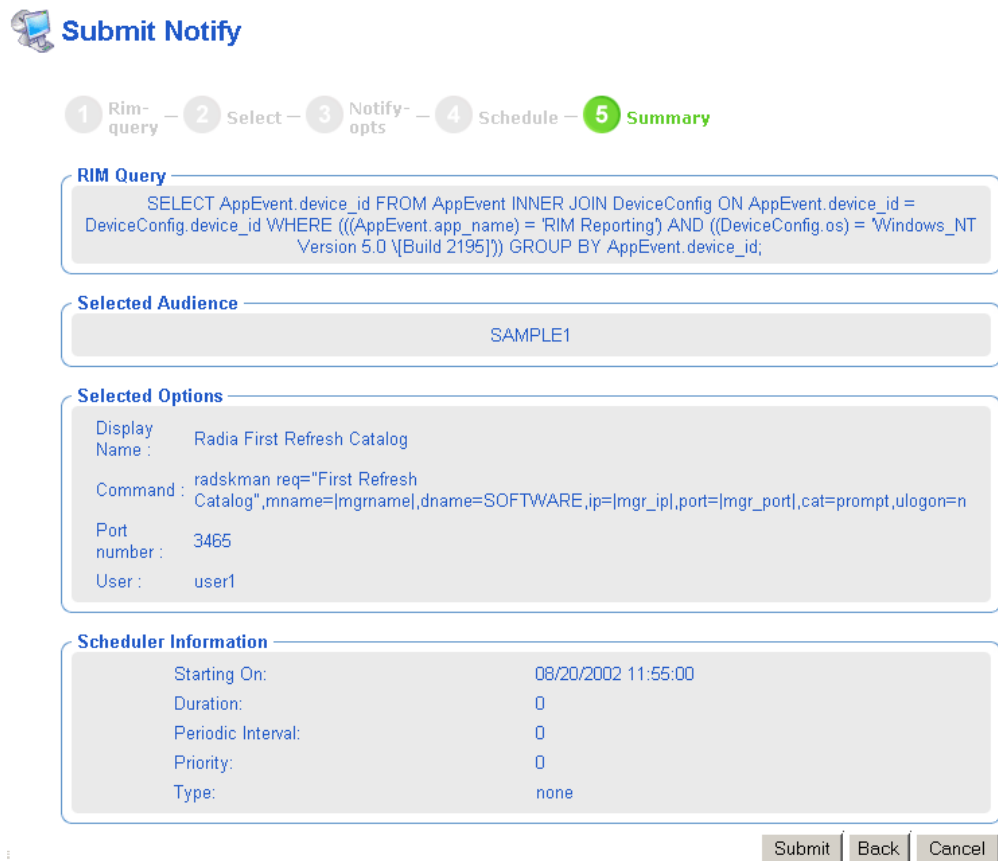 Submit Notify
1 Rim-query – 2 Select – 3 Notify-opts – 4 Schedule – 5 Summary
RIM Query
SELECT AppEvent.device_id FROM AppEvent INNER JOIN DeviceConfig ON AppEvent.device_id =
DeviceConfig.device_id WHERE (((AppEvent.app_name) = 'RIM Reporting') AND ((DeviceConfig.os) = 'Windows_NT
Version 5.0 \[Build 2195]')) GROUP BY AppEvent.device_id;
Selected Audience
SAMPLE1
Selected Options
Display Name : Radia First Refresh Catalog
Command : radskman req="First Refresh
Catalog",mname=|mgrname|,dname=SOFTWARE,ip=|mgr_ip|,port=|mgr_port|,cat=prompt,ulogon=n
Port number : 3465
User : user1
Scheduler Information
Starting On: 08/20/2002 11:55:00
Duration: 0
Periodic Interval: 0
Priority: 0
Type: none
Submit Back Cancel